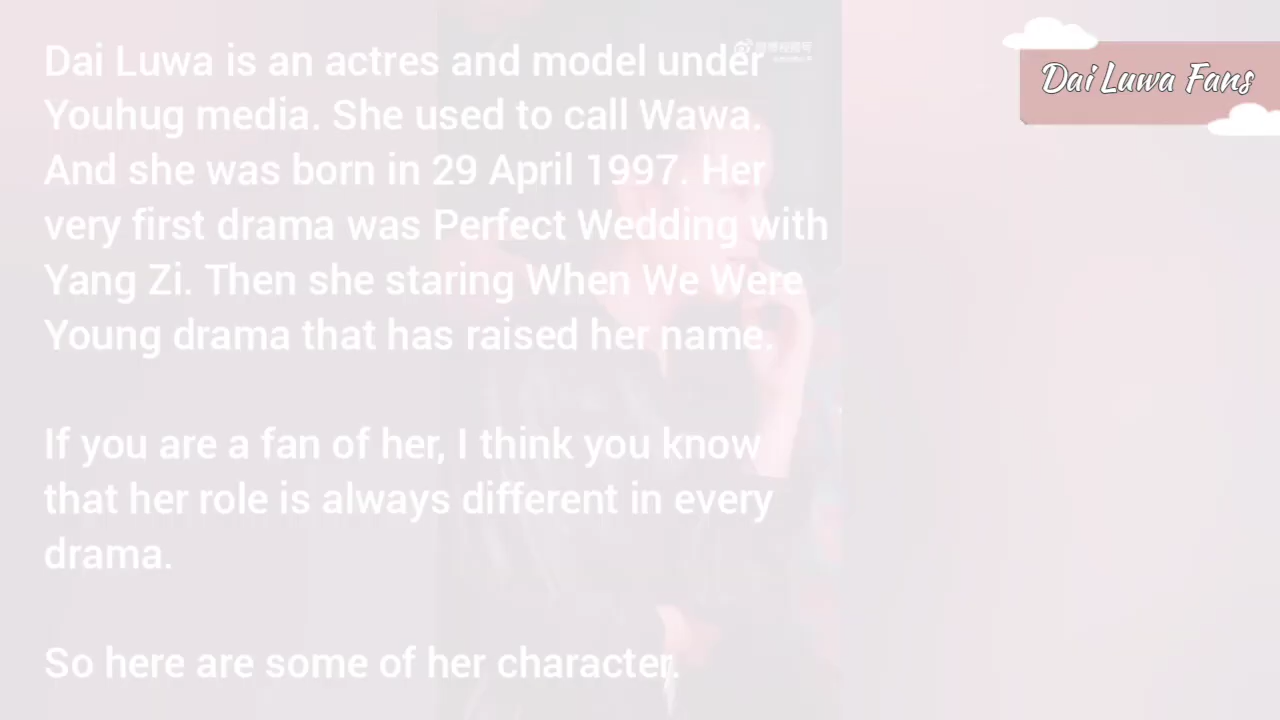 Dai Luwa is an actres and model under
Youhug media. She used to call Wawa.
And she was born in 29 April 1997. Her
very first drama was Perfect Wedding with
Yang Zi. Then she staring When We Were
Young drama that has raised her name.
If you are a fan of her, I think you know
that her role is always different in every
drama.
So here are some of her character.
Dai Luwa Fans